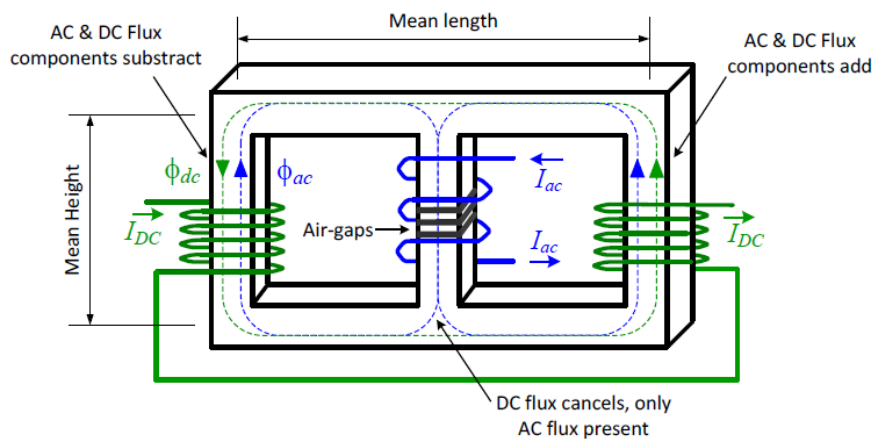 Mean length
AC & DC Flux
components substract
AC & DC Flux
components add
Mean Height
ϕdc
ϕac
Iac
IDC
Air-gaps
Iac
IDC
DC flux cancels, only
AC flux present